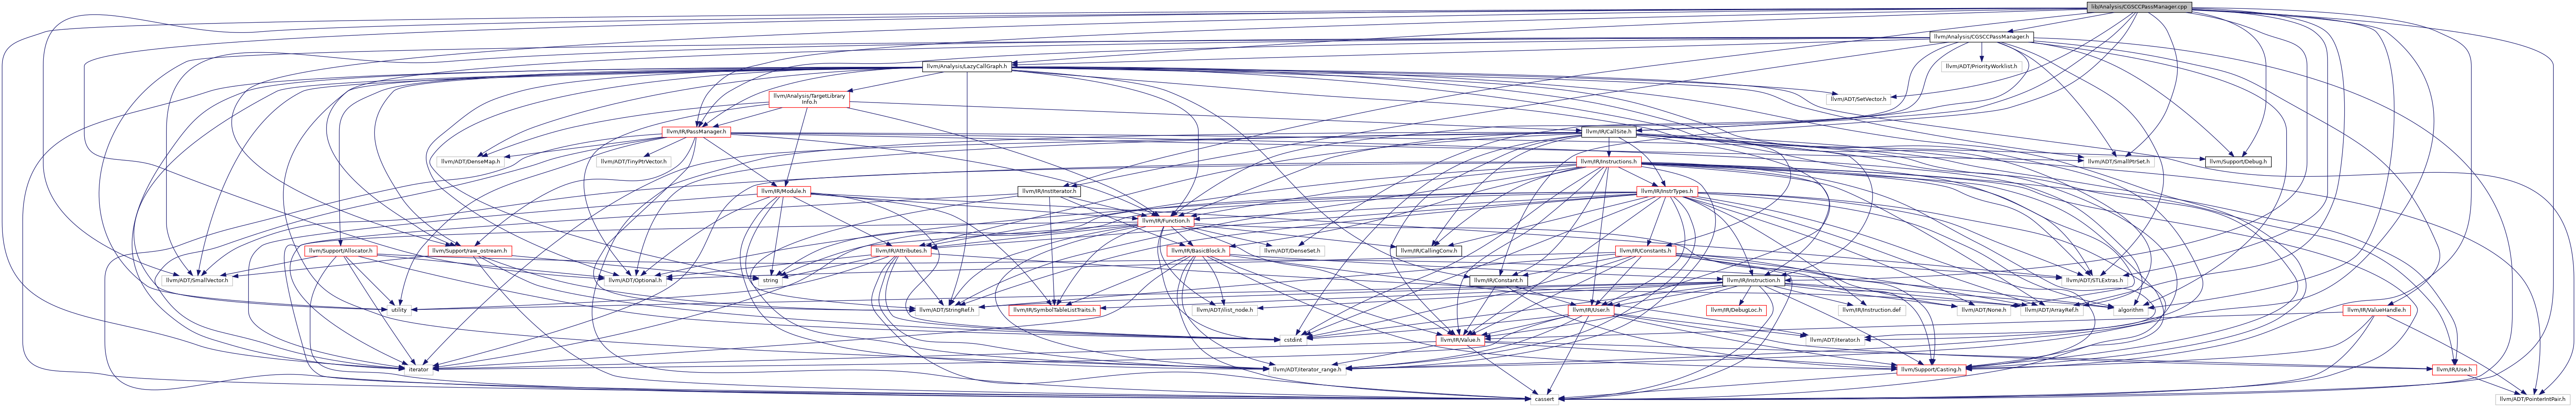 lib/Analysis/CGSCCPassManager.cpp
llvm/Analysis/CGSCCPassManager.h
llvm/Analysis/LazyCallGraph.h
llvm/ADT/PriorityWorklist.h
llvm/Analysis/TargetLibrary
Info.h
llvm/ADT/SetVector.h
llvm/IR/PassManager.h
llvm/IR/CallSite.h
llvm/ADT/DenseMap.h
llvm/ADT/TinyPtrVector.h
llvm/IR/Instructions.h
llvm/ADT/SmallPtrSet.h
llvm/Support/Debug.h
llvm/IR/Module.h
llvm/IR/InstIterator.h
llvm/IR/InstrTypes.h
llvm/IR/Function.h
llvm/Support/Allocator.h
llvm/Support/raw_ostream.h
llvm/IR/Attributes.h
llvm/IR/BasicBlock.h
llvm/ADT/DenseSet.h
llvm/IR/CallingConv.h
llvm/IR/Constants.h
llvm/ADT/SmallVector.h
llvm/ADT/Optional.h
string
llvm/IR/Constant.h
llvm/IR/Instruction.h
llvm/ADT/STLExtras.h
utility
llvm/ADT/StringRef.h
llvm/IR/SymbolTableListTraits.h
llvm/ADT/ilist_node.h
llvm/IR/User.h
llvm/IR/DebugLoc.h
llvm/IR/Instruction.def
llvm/ADT/None.h
llvm/ADT/ArrayRef.h
algorithm
llvm/IR/ValueHandle.h
cstdint
llvm/IR/Value.h
llvm/ADT/iterator.h
iterator
llvm/ADT/iterator_range.h
llvm/Support/Casting.h
llvm/IR/Use.h
cassert
llvm/ADT/PointerIntPair.h